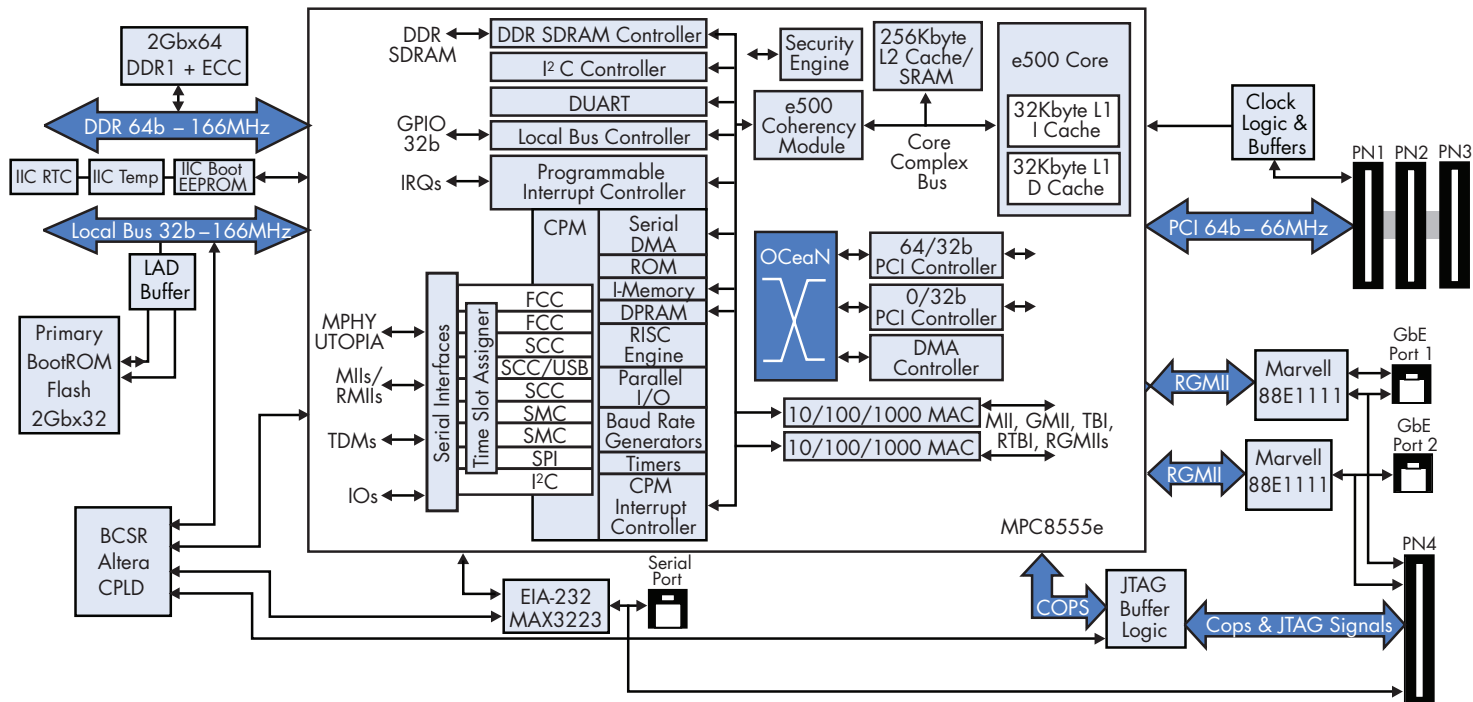 2Gbx64
DDR1 + ECC
DDR 64b – 166MHz
IIC RTC
IIC Temp
IIC Boot
EEPROM
Local Bus 32b –166MHz
LAD
Buffer
Primary
BootROM
Flash
2Gbx32
BCSR
Altera
CPLD
DDR
SDRAM
GPIO
32b
IRQs
MPHY
UTOPIA
MIIs/
RMIIs
TDMs
IOs
DDR SDRAM Controller
I² C Controller
DUART
Local Bus Controller
Programmable
Interrupt Controller
CPM
Serial
DMA
ROM
I-Memory
DPRAM
RISC
Engine
Parallel
I/O
Baud Rate
Generators
Timers
CPM
Interrupt
Controller
Serial Interfaces
Time Slot Assigner
FCC
FCC
SCC
SCC/USB
SCC
SMC
SMC
SPI
I²C
Security
Engine
256Kbyte
L2 Cache/
SRAM
e500 Core
32Kbyte L1
I Cache
32Kbyte L1
D Cache
e500
Coherency
Module
Core
Complex
Bus
OCeaN
64/32b
PCI Controller
0/32b
PCI Controller
DMA
Controller
10/100/1000 MAC
10/100/1000 MAC
MII, GMII, TBI,
RTBI, RGMIIs
MPC8555e
Clock
Logic &
Buffers
PN1
PN2
PN3
PCI 64b– 66MHz
RGMII
Marvell
88E1111
GbE
Port 1
RGMII
Marvell
88E1111
GbE
Port 2
EIA-232
MAX3223
Serial
Port
COPS
JTAG
Buffer
Logic
Cops & JTAG Signals
PN4